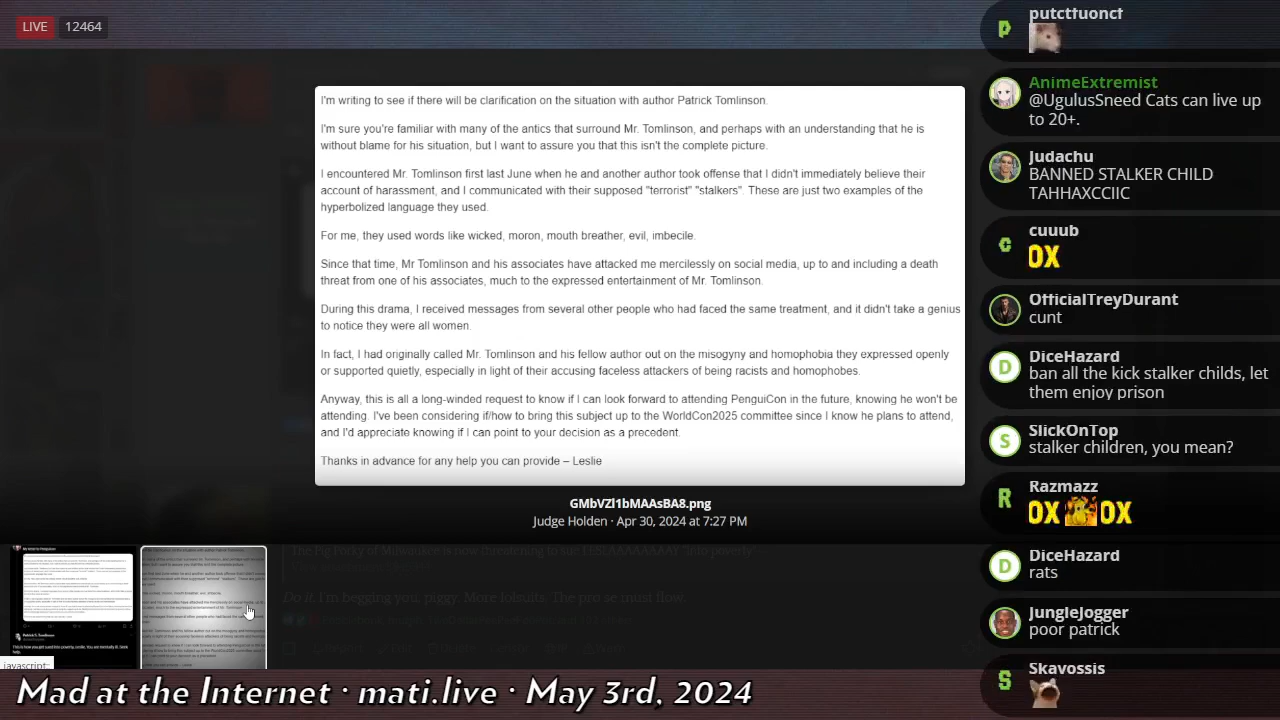 LIVE
12464
I'm writing to see if there will be clarification on the situation with author Patrick Tomlinson.
I'm sure you're familiar with many of the antics that surround Mr. Tomlinson, and perhaps with an understanding that he is
without blame for his situation, but I want to assure you that this isn't the complete picture.
I encountered Mr. Tomlinson first last June when he and another author took offense that I didn't immediately believe their
account of harassment, and I communicated with their supposed "terrorist" "stalkers". These are just two examples of the
hyperbolized language they used.
For me, they used words like wicked, moron, mouth breather, evil, imbecile.
Since that time, Mr Tomlinson and his associates have attacked me mercilessly on social media, up to and including a death
threat from one of his associates, much to the expressed entertainment of Mr. Tomlinson.
During this drama, I received messages from several other people who had faced the same treatment, and it didn't take a genius
to notice they were all women.
In fact, I had originally called Mr. Tomlinson and his fellow author out on the misogyny and homophobia they expressed openly
or supported quietly, especially in light of their accusing faceless attackers of being racists and homophobes.
Anyway, this is all a long-winded request to know if I can look forward to attending PenguiCon in the future, knowing he won't be
attending. I've been considering if/how to bring this subject up to the WorldCon2025 committee since I know he plans to attend,
and I'd appreciate knowing if I can point to your decision as a precedent.
Thanks in advance for any help you can provide – Leslie
GMbVZl1bMAAsBA8.png
Judge Holden · Apr 30, 2024 at 7:27 PM
javascript:
putctfuonct
AnimeExtremist
@UgulusSneed Cats can live up
to 20+.
Judachu
BANNED STALKER CHILD
TAHHAXCCIIC
cuuub
OX
OfficialTreyDurant
cunt
DiceHazard
ban all the kick stalker childs, let
them enjoy prison
SlickOnTop
stalker children, you mean?
Razmazz
OX OX
DiceHazard
rats
JungleJogger
poor patrick
Skavossis
Mad at the Internet · mati.live · May 3rd, 2024